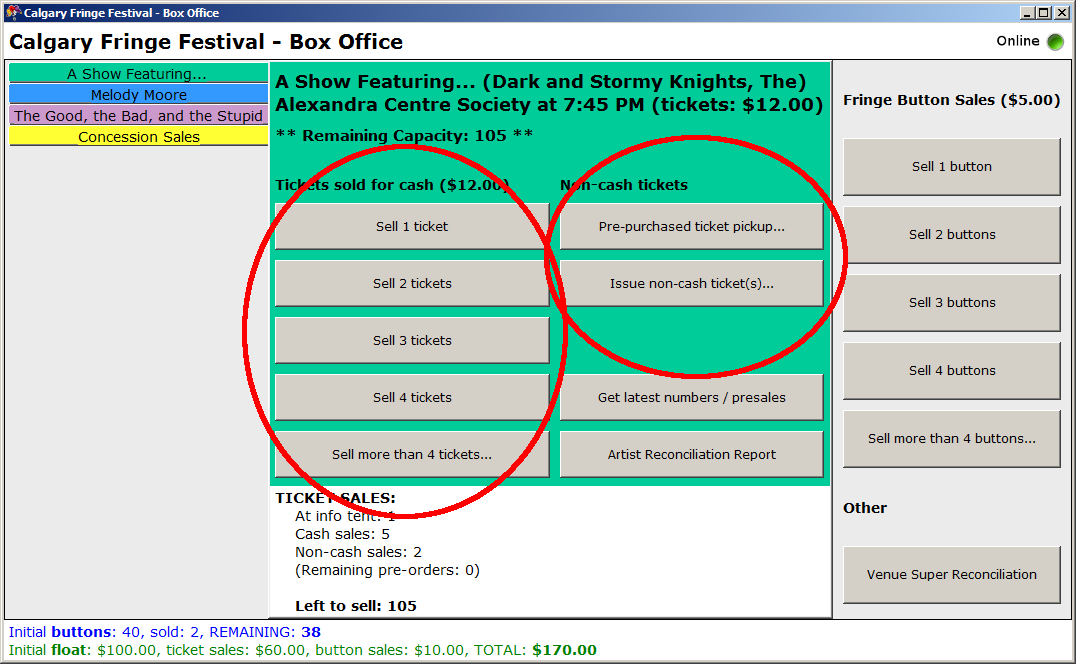 Calgary Fringe Festival - Box Office
Calgary Fringe Festival - Box Office
Online
A Show Featuring...
Melody Moore
The Good, the Bad, and the Stupid
Concession Sales
A Show Featuring... (Dark and Stormy Knights, The)
Alexandra Centre Society at 7:45 PM (tickets: $12.00)
** Remaining Capacity: 105 **
Tickets sold for cash ($12.00)
Sell 1 ticket
Sell 2 tickets
Sell 3 tickets
Sell 4 tickets
Sell more than 4 tickets...
Non-cash tickets
Pre-purchased ticket pickup...
Issue non-cash ticket(s)...
Get latest numbers / presales
Artist Reconciliation Report
TICKET SALES:
At info tent: 1
Cash sales: 5
Non-cash sales: 2
(Remaining pre-orders: 0)
Left to sell: 105
Fringe Button Sales ($5.00)
Sell 1 button
Sell 2 buttons
Sell 3 buttons
Sell 4 buttons
Sell more than 4 buttons...
Other
Venue Super Reconciliation
Initial buttons: 40, sold: 2, REMAINING: 38
Initial float: $100.00, ticket sales: $60.00, button sales: $10.00, TOTAL: $170.00